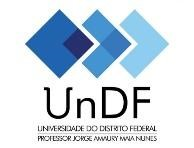 UnDF
UNIVERSIDADE DO DISTRITO FEDERAL
PROFESSOR JORGE AMAURY MAIA NUNES